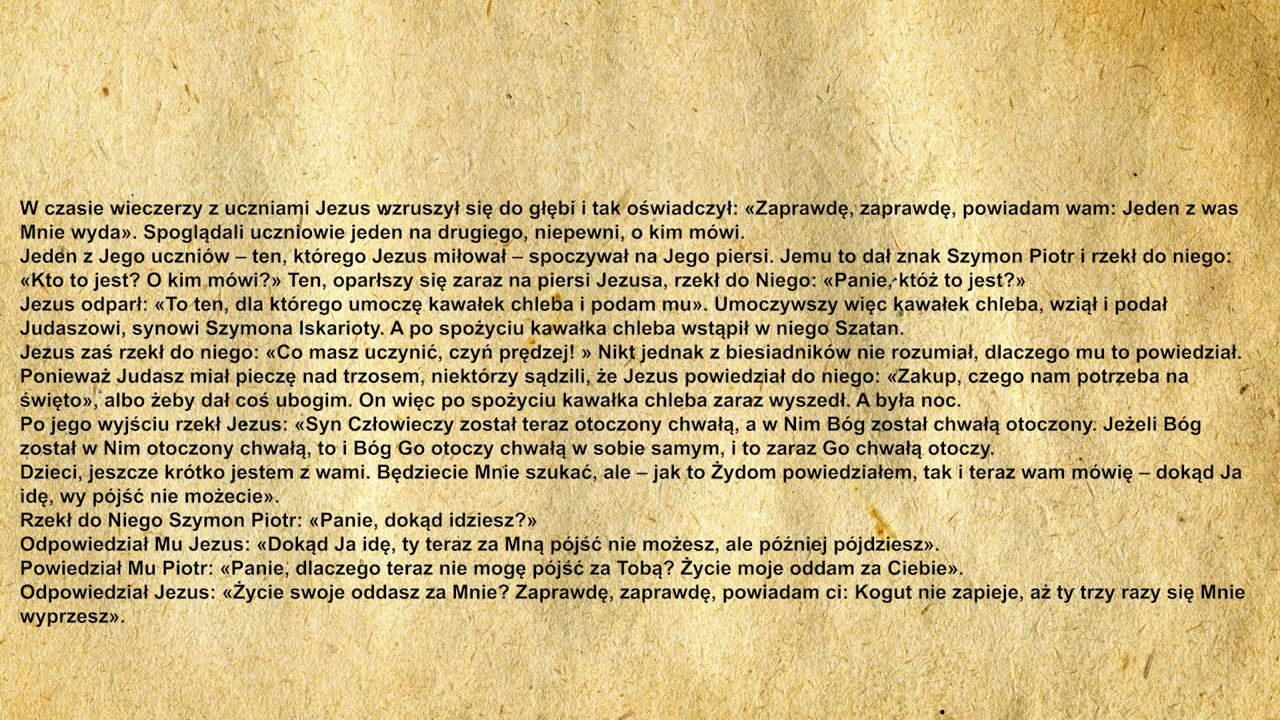 W czasie wieczerzy z uczniami Jezus wzruszył się do głębi i tak oświadczył: «Zaprawdę, zaprawdę, powiadam wam: Jeden z was
Mnie wyda». Spoglądali uczniowie jeden na drugiego, niepewni, o kim mówi.
Jeden z Jego uczniów – ten, którego Jezus miłował – spoczywał na Jego piersi. Jemu to dał znak Szymon Piotr i rzekł do niego:
«Kto to jest? O kim mówi?» Ten, oparłszy się zaraz na piersi Jezusa, rzekł do Niego: «Panie, któż to jest?»
Jezus odparł: «To ten, dla którego umoczę kawałek chleba i podam mu». Umoczywszy więc kawałek chleba, wziął i podał
Judaszowi, synowi Szymona Iskarioty. A po spożyciu kawałka chleba wstąpił w niego Szatan.
Jezus zaś rzekł do niego: «Co masz uczynić, czyń prędzej! » Nikt jednak z biesiadników nie rozumiał, dlaczego mu to powiedział.
Ponieważ Judasz miał pieczę nad trzosem, niektórzy sądzili, że Jezus powiedział do niego: «Zakup, czego nam potrzeba na
święto», albo żeby dał coś ubogim. On więc po spożyciu kawałka chleba zaraz wyszedł. A była noc.
Po jego wyjściu rzekł Jezus: «Syn Człowieczy został teraz otoczony chwałą, a w Nim Bóg został chwałą otoczony. Jeżeli Bóg
został w Nim otoczony chwałą, to i Bóg Go otoczy chwałą w sobie samym, i to zaraz Go chwałą otoczy.
Dzieci, jeszcze krótko jestem z wami. Będziecie Mnie szukać, ale – jak to Żydom powiedziałem, tak i teraz wam mówię – dokąd Ja
idę, wy pójść nie możecie».
Rzekł do Niego Szymon Piotr: «Panie, dokąd idziesz?»
Odpowiedział Mu Jezus: «Dokąd Ja idę, ty teraz za Mną pójść nie możesz, ale później pójdziesz».
Powiedział Mu Piotr: «Panie, dlaczego teraz nie mogę pójść za Tobą? Życie moje oddam za Ciebie».
Odpowiedział Jezus: «Życie swoje oddasz za Mnie? Zaprawdę, zaprawdę, powiadam ci: Kogut nie zapieje, aż ty trzy razy się Mnie
wyprzesz».